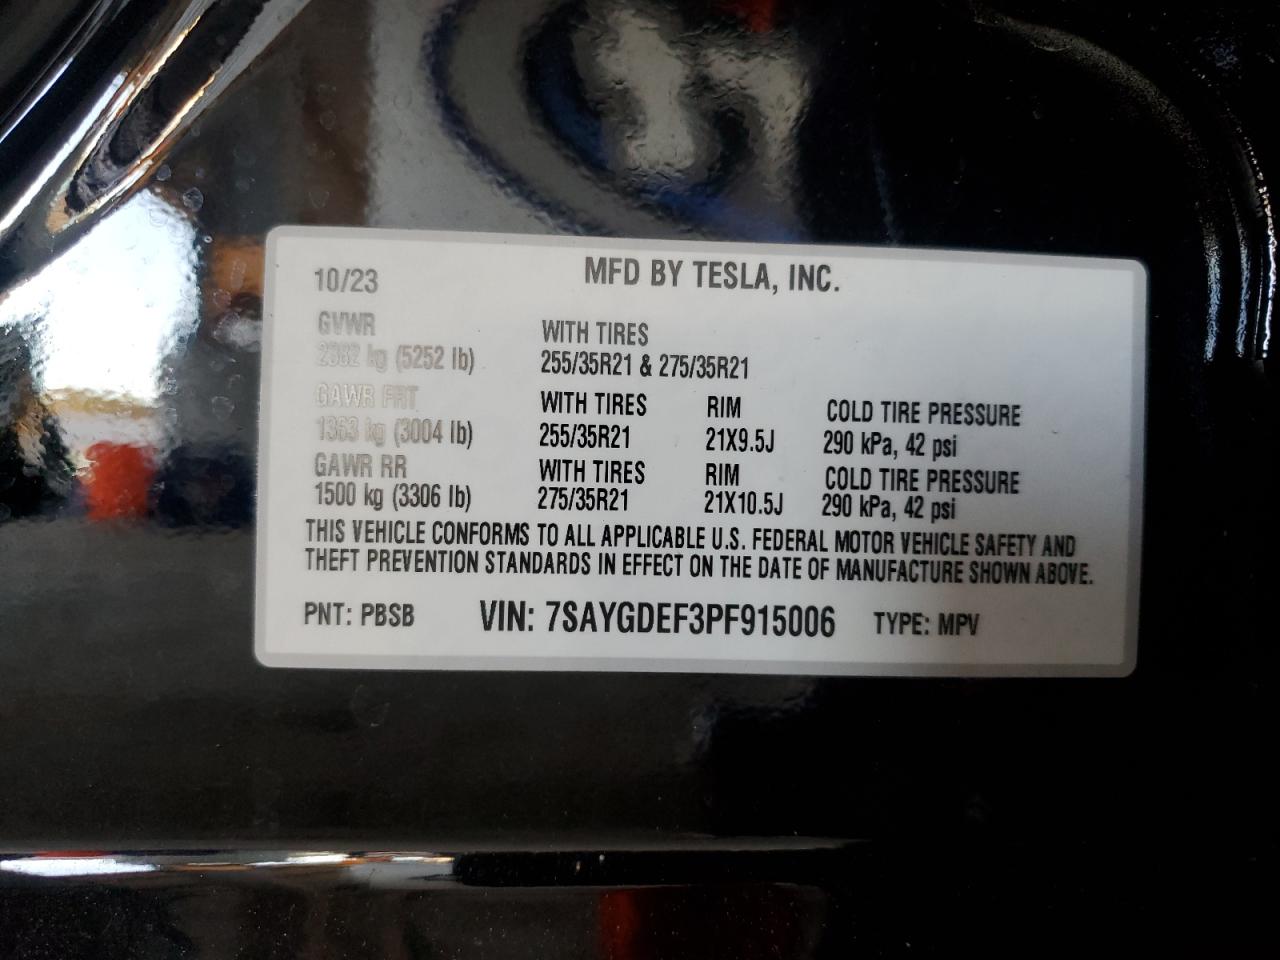 10/23 MFD BY TESLA, INC.
GVWR WITH TIRES
2382 kg (5252 lb) 255/35R21 & 275/35R21
GAWR FRT WITH TIRES RIM COLD TIRE PRESSURE
1363 kg (3004 lb) 255/35R21 21X9.5J 290 kPa, 42 psi
GAWR RR WITH TIRES RIM COLD TIRE PRESSURE
1500 kg (3306 lb) 275/35R21 21X10.5J 290 kPa, 42 psi
THIS VEHICLE CONFORMS TO ALL APPLICABLE U.S. FEDERAL MOTOR VEHICLE SAFETY AND
THEFT PREVENTION STANDARDS IN EFFECT ON THE DATE OF MANUFACTURE SHOWN ABOVE.
PNT: PBSB VIN: 7SAYGDEF3PF915006 TYPE: MPV